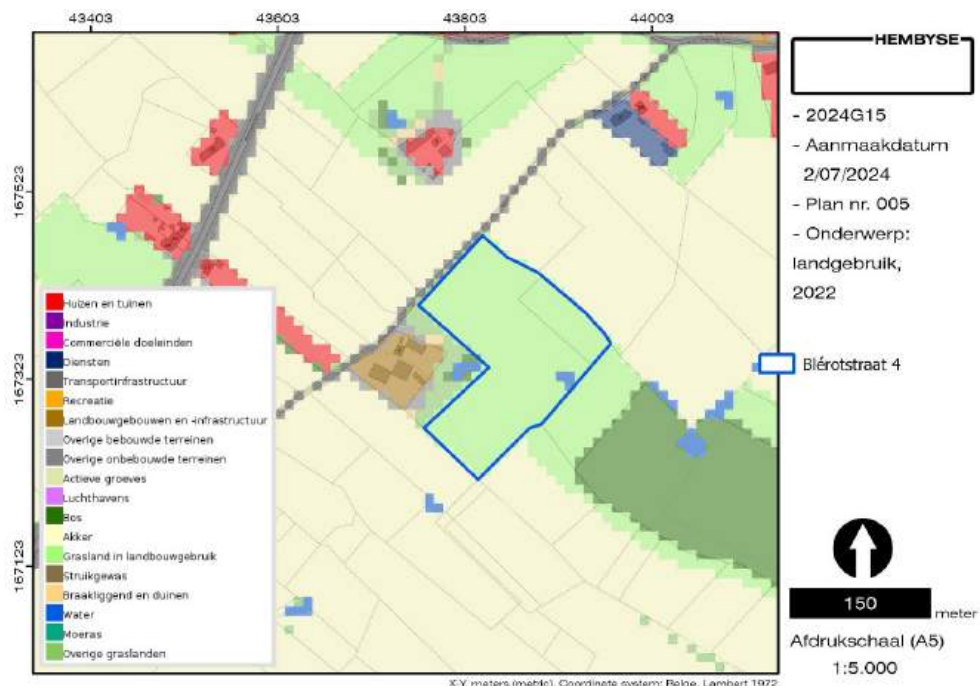 43403
43603
43803
44003
167523
167323
167123
Huizen en tuinen
Industrie
Commerciële doeleinden
Diensten
Transportinfrastructuur
Recreatie
Landbouwgebouwen en -infrastructuur
Overige bebouwde terreinen
Overige onbebouwde terreinen
Actieve groeves
Luchthavens
Bos
Akker
Grasland in landbouwgebruik
Struikgewas
Braakliggend en duinen
Water
Moeras
Overige graslanden
X-Y, meters (metric), Coordinate system: Belge, Lambert 1972
HEMBYSE
- 2024G15
- Aanmaakdatum
2/07/2024
- Plan nr. 005
- Onderwerp:
landgebruik,
2022
Blérotstraat 4
150 meter
Afdrukschaal (A5)
1:5.000